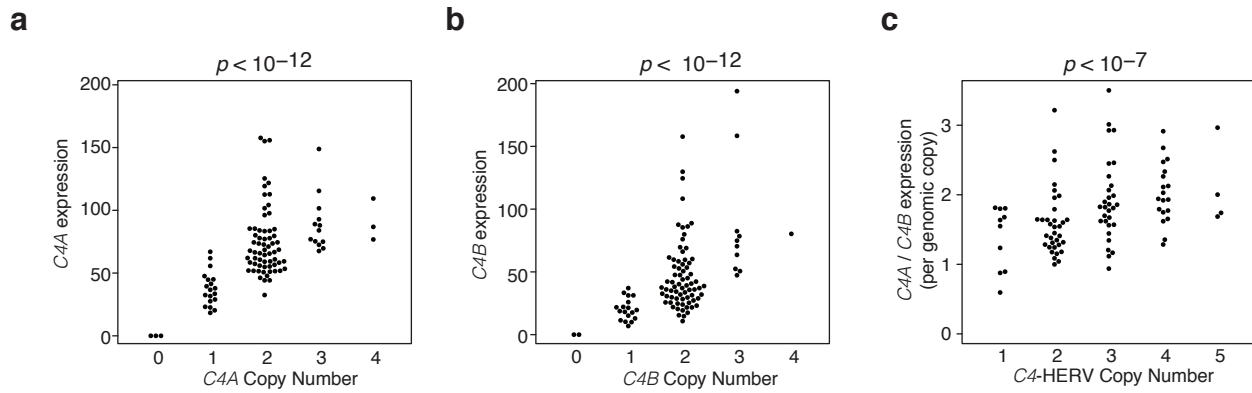 a
p < 10–12
200
150
100
50
0
C4A expression
0 1 2 3 4
C4A Copy Number
b
p < 10–12
200
150
100
50
0
C4B expression
0 1 2 3 4
C4B Copy Number
c
p < 10–7
3
2
1
0
C4A / C4B expression
(per genomic copy)
1 2 3 4 5
C4-HERV Copy Number